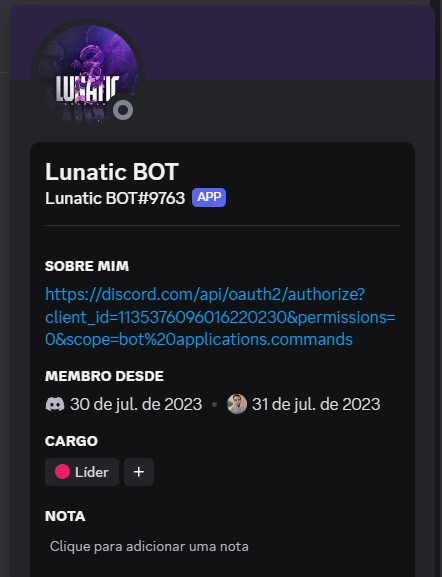 LUNATIC
Lunatic BOT
Lunatic BOT#9763 APP
SOBRE MIM
https://discord.com/api/oauth2/authorize?
client_id=1135376096016220230&permissions=
0&scope=bot%20applications.commands
MEMBRO DESDE
30 de jul. de 2023 • 31 de jul. de 2023
CARGO
Líder +
NOTA
Clique para adicionar uma nota